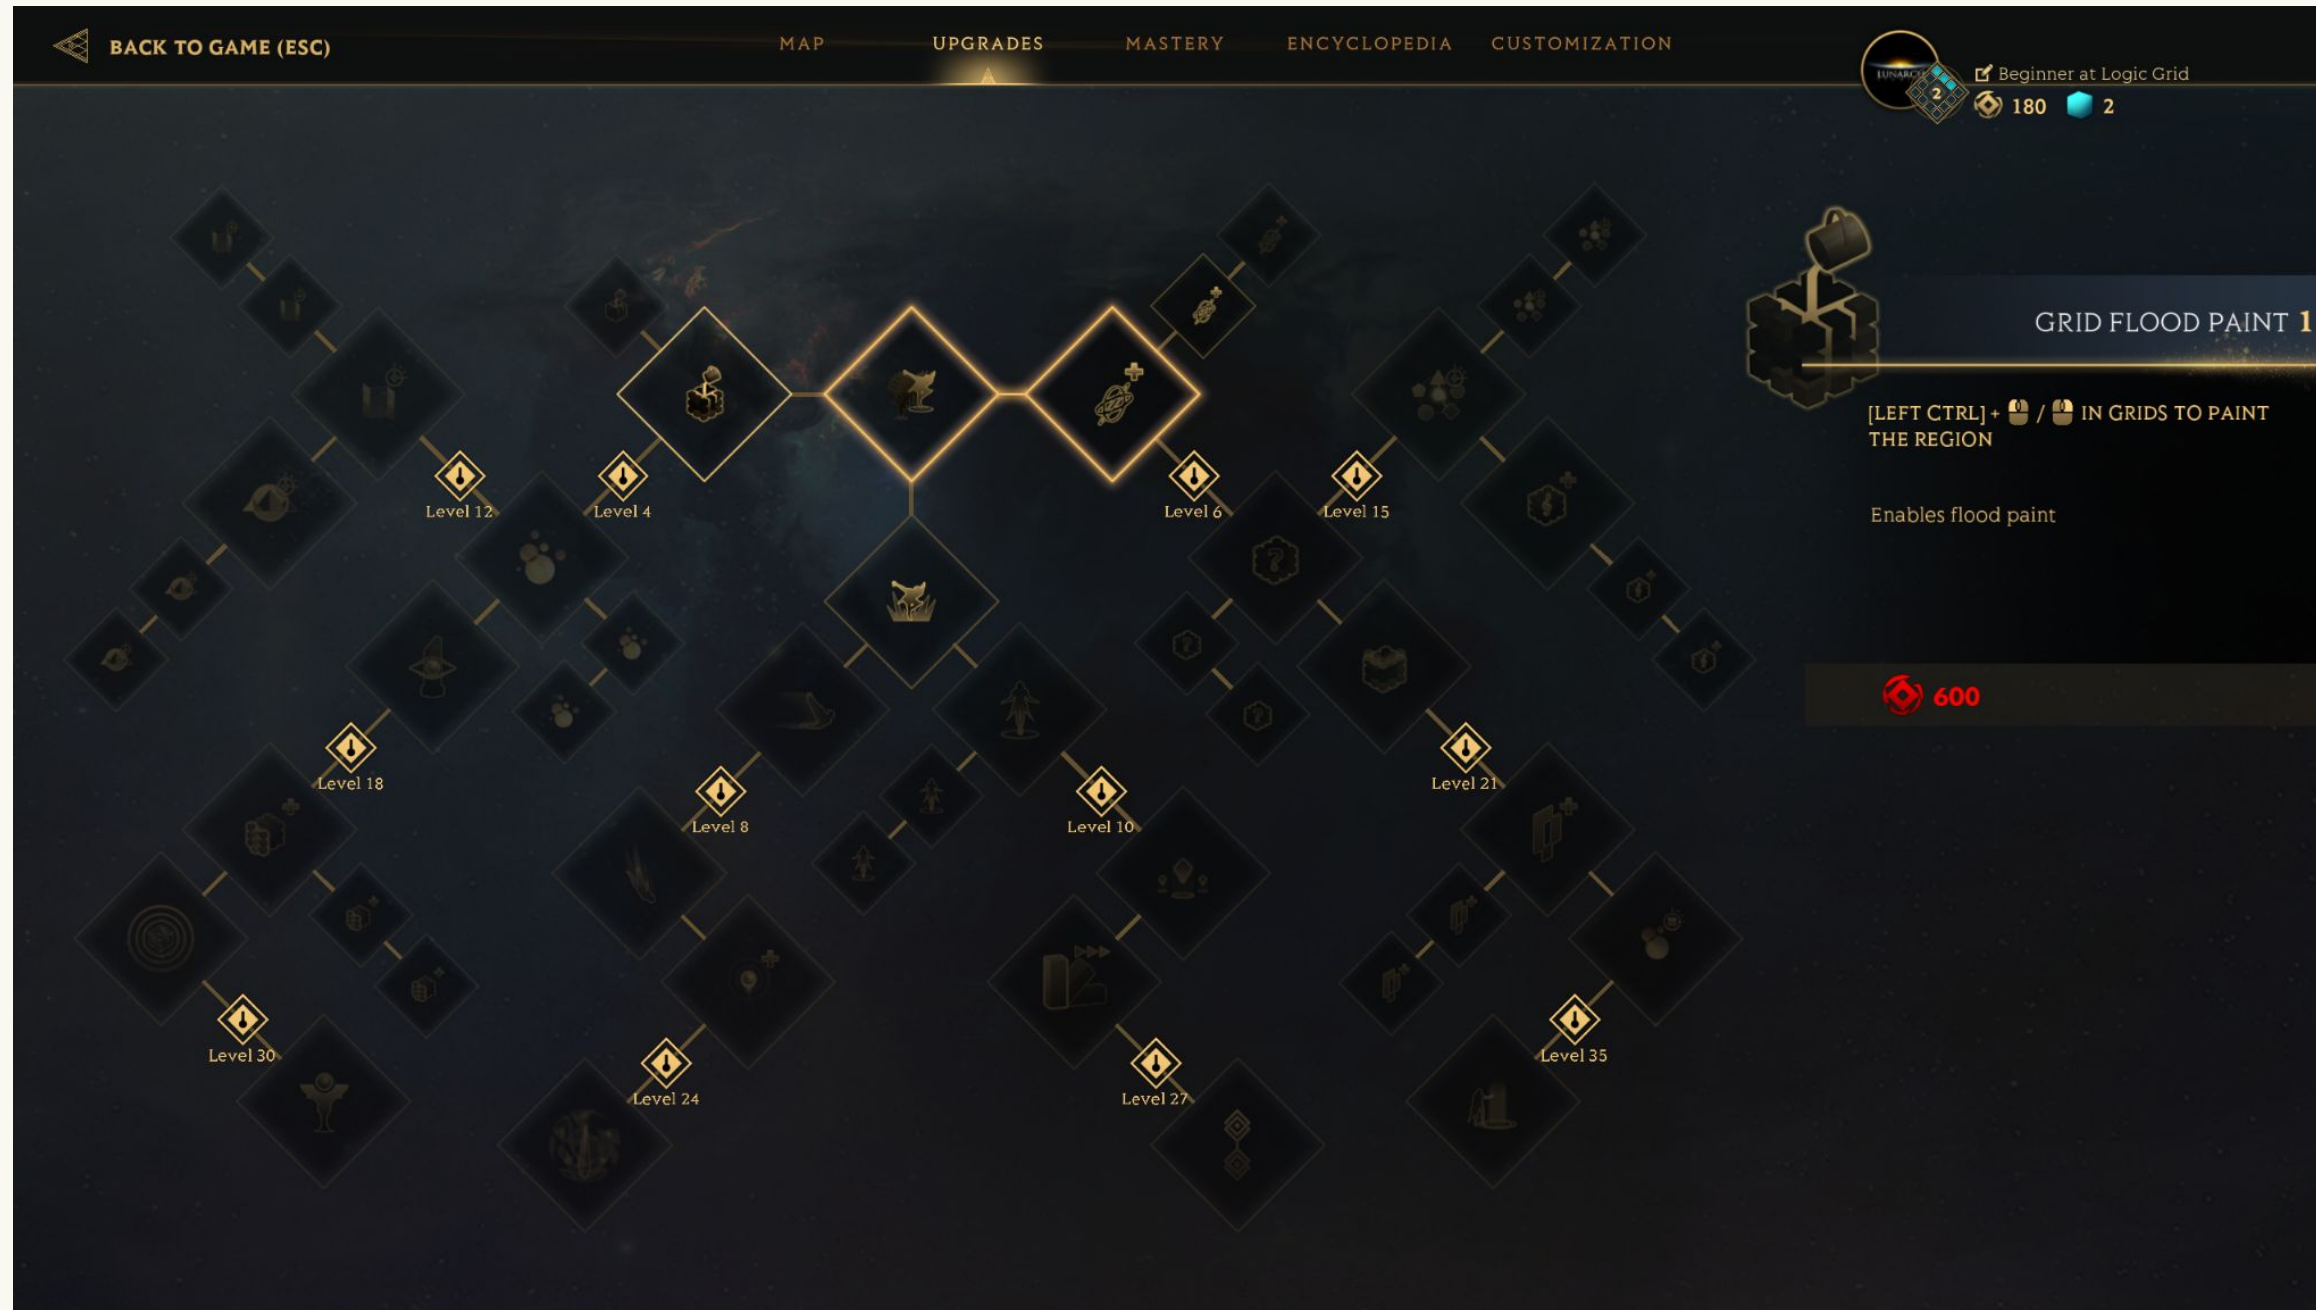 BACK TO GAME (ESC)
MAP
UPGRADES
MASTERY
ENCYCLOPEDIA
CUSTOMIZATION
LUNARCH
2
Beginner at Logic Grid
180
2
GRID FLOOD PAINT 1
[LEFT CTRL] + / IN GRIDS TO PAINT
THE REGION
Enables flood paint
600
Level 12
Level 4
Level 6
Level 15
Level 18
Level 8
Level 10
Level 21
Level 30
Level 24
Level 27
Level 35